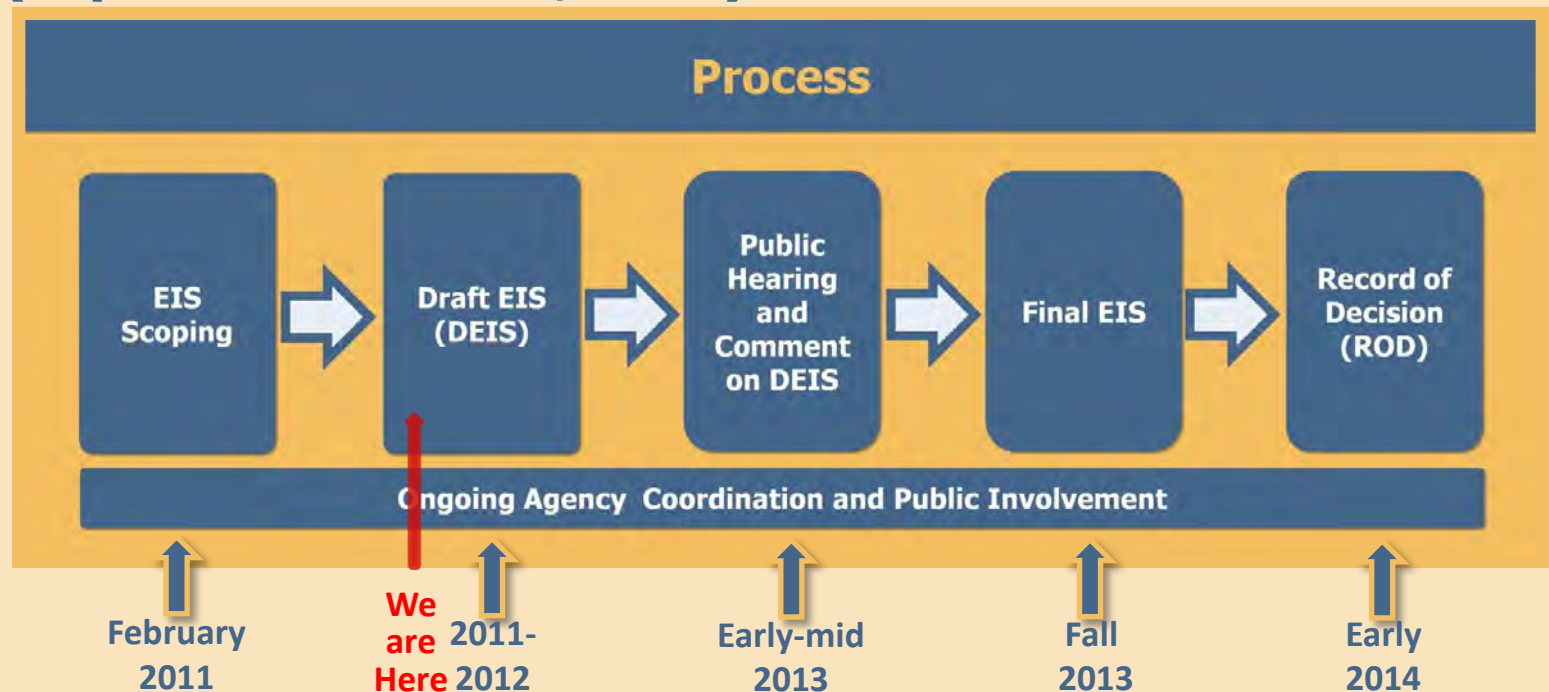 Process
EIS
Scoping
Draft EIS
(DEIS)
Public
Hearing
and
Comment
on DEIS
Final EIS
Record of
Decision
(ROD)
Ongoing Agency Coordination and Public Involvement
February
2011
We
are
Here
2011-
2012
Early-mid
2013
Fall
2013
Early
2014